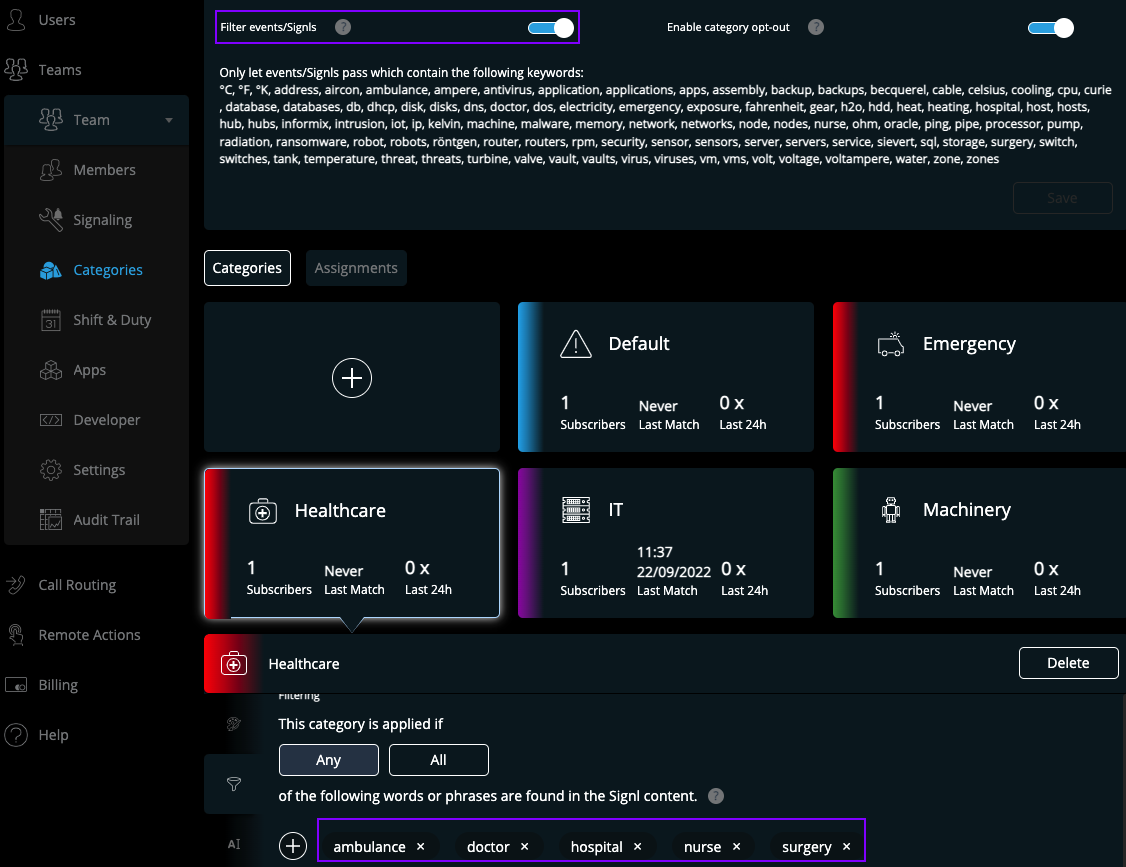 Users
Teams
Team
Members
Signaling
Categories
Shift & Duty
31
Apps
Developer
Settings
Audit Trail
Call Routing
Remote Actions
Billing
? Help
Filter events/Signls ?
Enable category opt-out ?
Only let events/Signls pass which contain the following keywords:
°C, °F, °K, address, aircon, ambulance, ampere, antivirus, application, applications, apps, assembly, backup, backups, becquerel, cable, celsius, cooling, cpu, curie
, database, databases, db, dhcp, disk, disks, dns, doctor, dos, electricity, emergency, exposure, fahrenheit, gear, h2o, hdd, heat, heating, hospital, host, hosts,
hub, hubs, informix, intrusion, iot, ip, kelvin, machine, malware, memory, network, networks, node, nodes, nurse, ohm, oracle, ping, pipe, processor, pump,
radiation, ransomware, robot, robots, röntgen, router, routers, rpm, security, sensor, sensors, server, servers, service, sievert, sql, storage, surgery, switch,
switches, tank, temperature, threat, threats, turbine, valve, vault, vaults, virus, viruses, vm, vms, volt, voltage, voltampere, water, zone, zones
Save
Categories
Assignments
Default
1 Never 0 x
Subscribers Last Match Last 24h
Emergency
1 Never 0 x
Subscribers Last Match Last 24h
Healthcare
1 Never 0 x
Subscribers Last Match Last 24h
IT
11:37
1 22/09/2022 0 x
Subscribers Last Match Last 24h
Machinery
1 Never 0 x
Subscribers Last Match Last 24h
Healthcare
Delete
Filtering
This category is applied if
Any
All
of the following words or phrases are found in the Signl content. ?
AI
ambulance × doctor × hospital × nurse × surgery ×